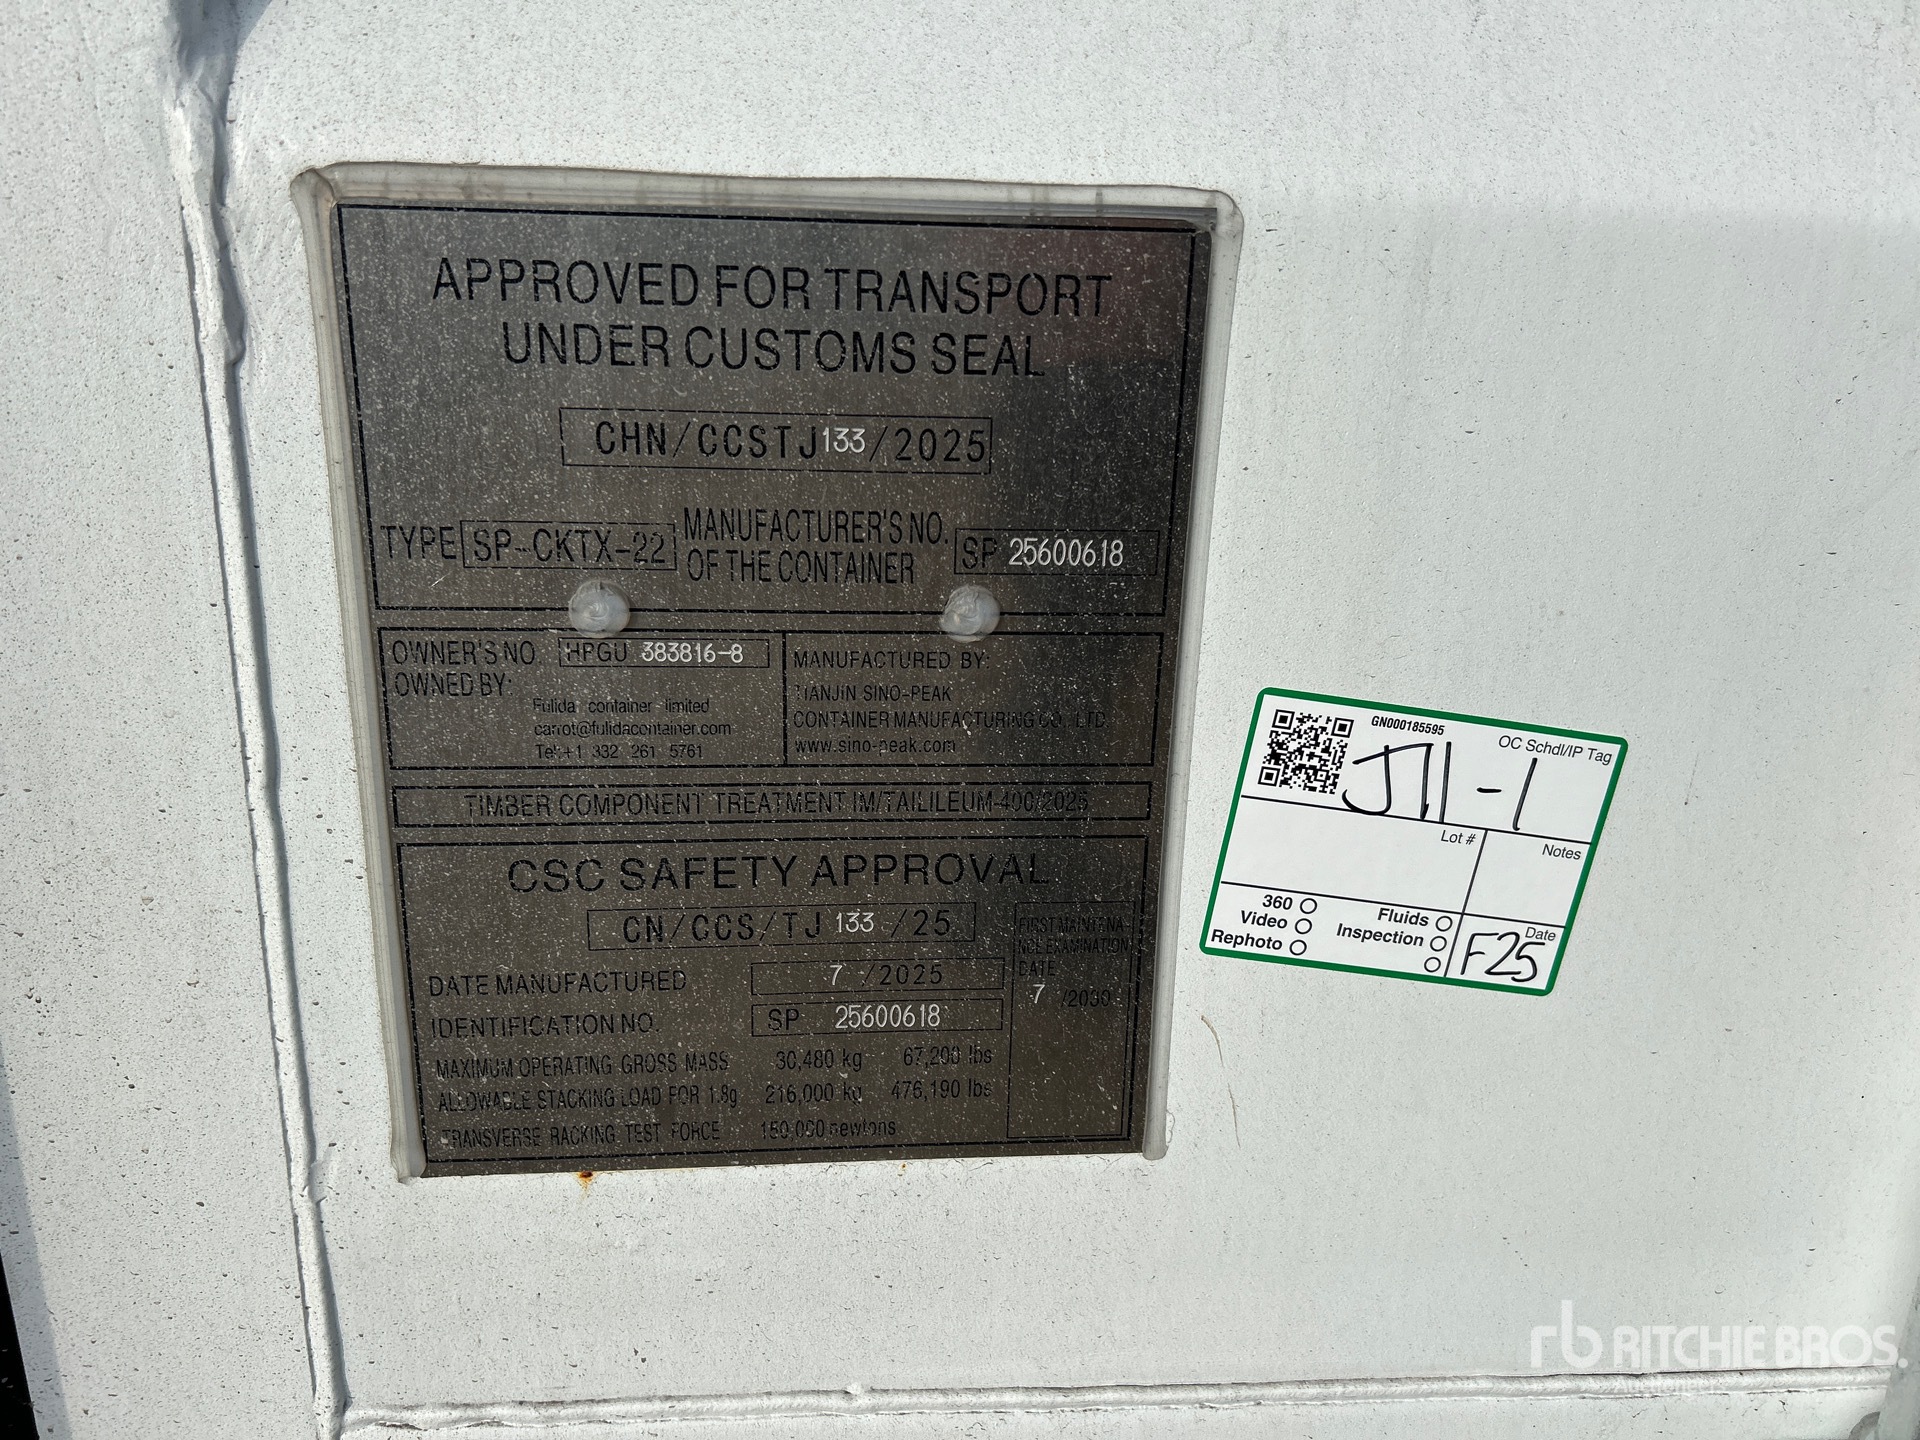 APPROVED FOR TRANSPORT
UNDER CUSTOMS SEAL
CHN/CCSTJ133/2025
TYPE SP-CKTX-22 MANUFACTURER'S NO. OF THE CONTAINER SP 25600618
OWNER'S NO. HPGU 383816-8
OWNED BY:
Fulida container limited
carrot@fulidacontainer.com
Tel:+1 332 261 5761
MANUFACTURED BY:
TIANJIN SINO-PEAK
CONTAINER MANUFACTURING CO., LTD.
www.sino-peak.com
TIMBER COMPONENT TREATMENT IM/TAILILEUM-400/2025
CSC SAFETY APPROVAL
CN/CCS/TJ 133 /25
DATE MANUFACTURED 7 /2025
IDENTIFICATION NO. SP 25600618
MAXIMUM OPERATING GROSS MASS 30,480 kg 67,200 lbs
ALLOWABLE STACKING LOAD FOR 1.8g 216,000 kg 476,190 lbs
TRANSVERSE RACKING TEST FORCE 150,000 newtons
FIRST MAINTENA-
NCE EXAMINATION
DATE
7 /2030
GN000185595
OC Schdl/IP Tag
J11-1
Lot #
Notes
360
Video
Rephoto
Fluids
Inspection
Date
F25
rb RITCHIE BROS.